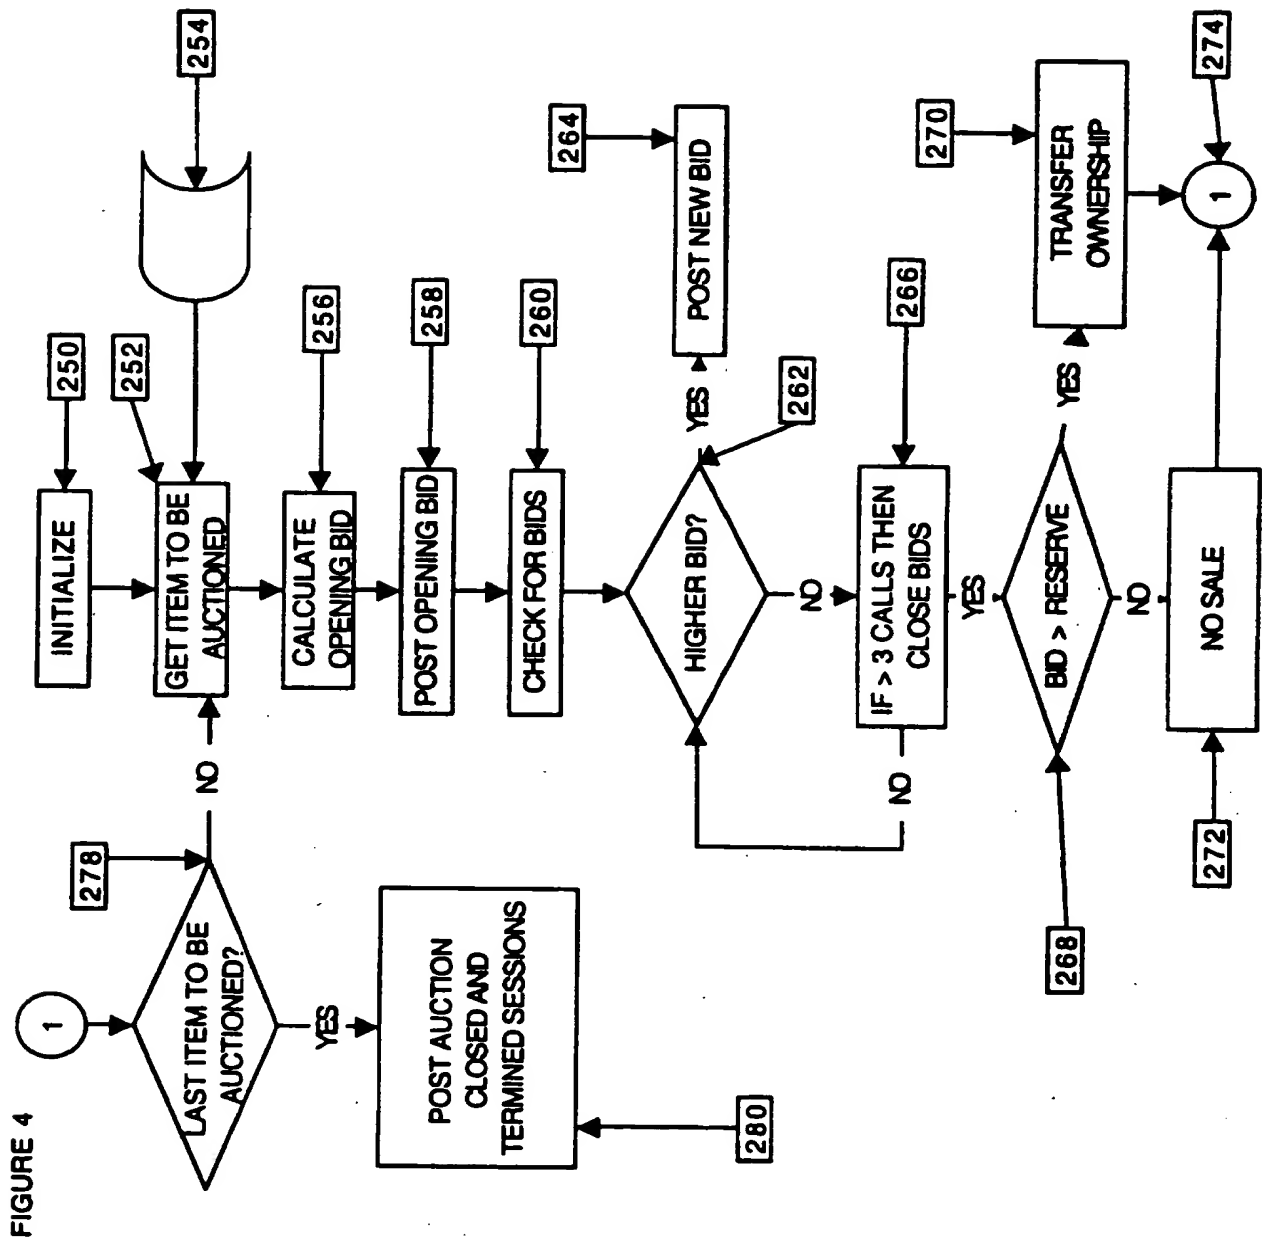 FIGURE 4
1
LAST ITEM TO BE
AUCTIONED?
278
NO
YES
POST AUCTION
CLOSED AND
TERMINED SESSIONS
280
INITIALIZE
250
252
GET ITEM TO BE
AUCTIONED
254
CALCULATE
OPENING BID
256
POST OPENING BID
258
CHECK FOR BIDS
260
HIGHER BID?
262
YES
POST NEW BID
264
NO
IF > 3 CALLS THEN
CLOSE BIDS
266
NO
YES
BID > RESERVE
268
YES
TRANSFER
OWNERSHIP
270
NO
NO SALE
272
1
274